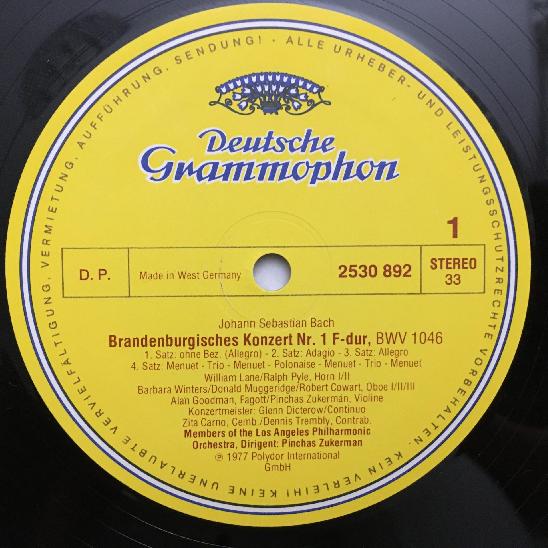 Deutsche
Grammophon
1
D. P.
Made in West Germany
2530 892
STEREO
33
Johann Sebastian Bach
Brandenburgisches Konzert Nr. 1 F-dur, BWV 1046
1. Satz: ohne Bez. (Allegro) - 2. Satz: Adagio - 3. Satz: Allegro
4. Satz: Menuet - Trio - Menuet - Polonaise - Menuet - Trio - Menuet
William Lane/Ralph Pyle, Horn I/II
Barbara Winters/Donald Muggeridge/Robert Cowart, Oboe I/II/III
Alan Goodman, Fagott/Pinchas Zukerman, Violine
Konzertmeister: Glenn Dicterow/Continuo
Zita Carno, Cemb./Dennis Trembly, Contrab.
Members of the Los Angeles Philharmonic
Orchestra, Dirigent: Pinchas Zukerman
℗ 1977 Polydor International
GmbH
ALLE URHEBER- UND LEISTUNGSSCHUTZRECHTE VORBEHALTEN. KEIN VERLEIH! KEINE UNERLAUBTE VERVIELFÄLTIGUNG, VERMIETUNG, AUFFÜHRUNG, SENDUNG!